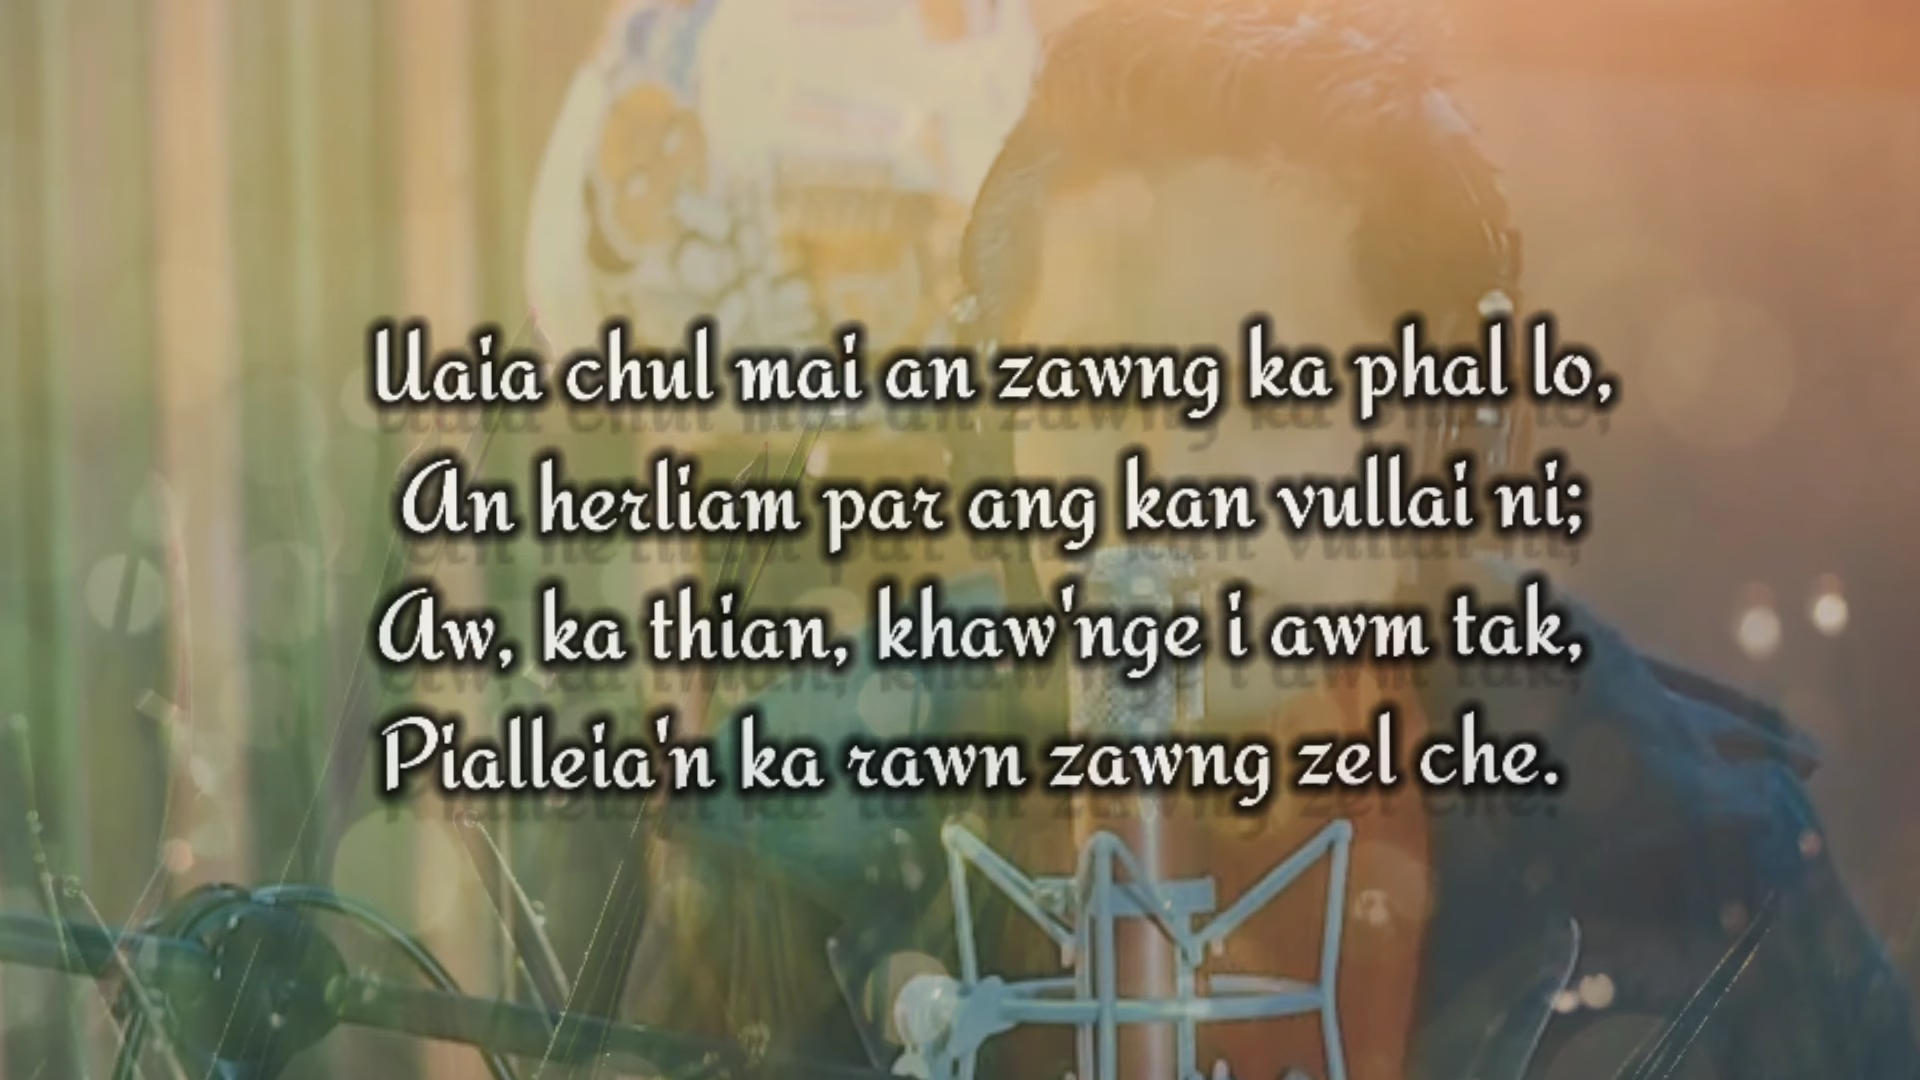 Uaia chul mai an zawng ka phal lo,
An herliam par ang kan vullai ni;
Aw, ka thian, khaw'nge i awm tak,
Pialleia'n ka rawn zawng zel che.